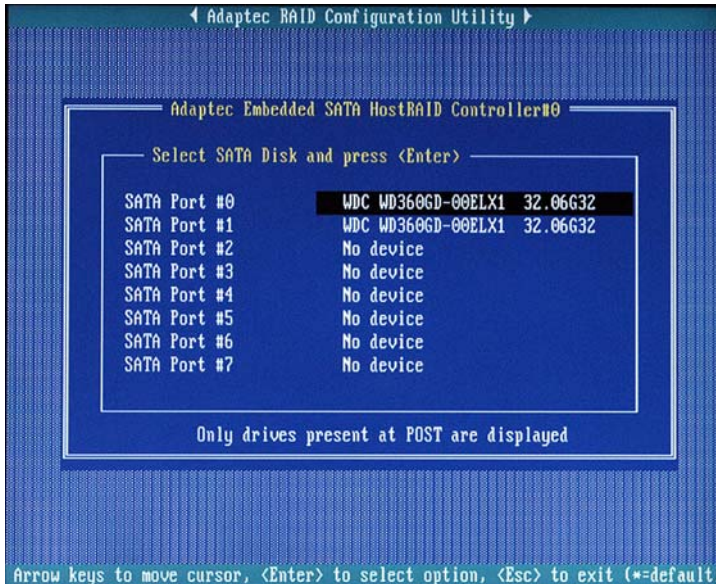 Adaptec RAID Configuration Utility
Adaptec Embedded SATA HostRAID Controller#0
Select SATA Disk and press <Enter>
SATA Port #0 WDC WD360GD-00ELX1 32.06G32
SATA Port #1 WDC WD360GD-00ELX1 32.06G32
SATA Port #2 No device
SATA Port #3 No device
SATA Port #4 No device
SATA Port #5 No device
SATA Port #6 No device
SATA Port #7 No device
Only drives present at POST are displayed
Arrow keys to move cursor, <Enter> to select option, <Esc> to exit (*=default